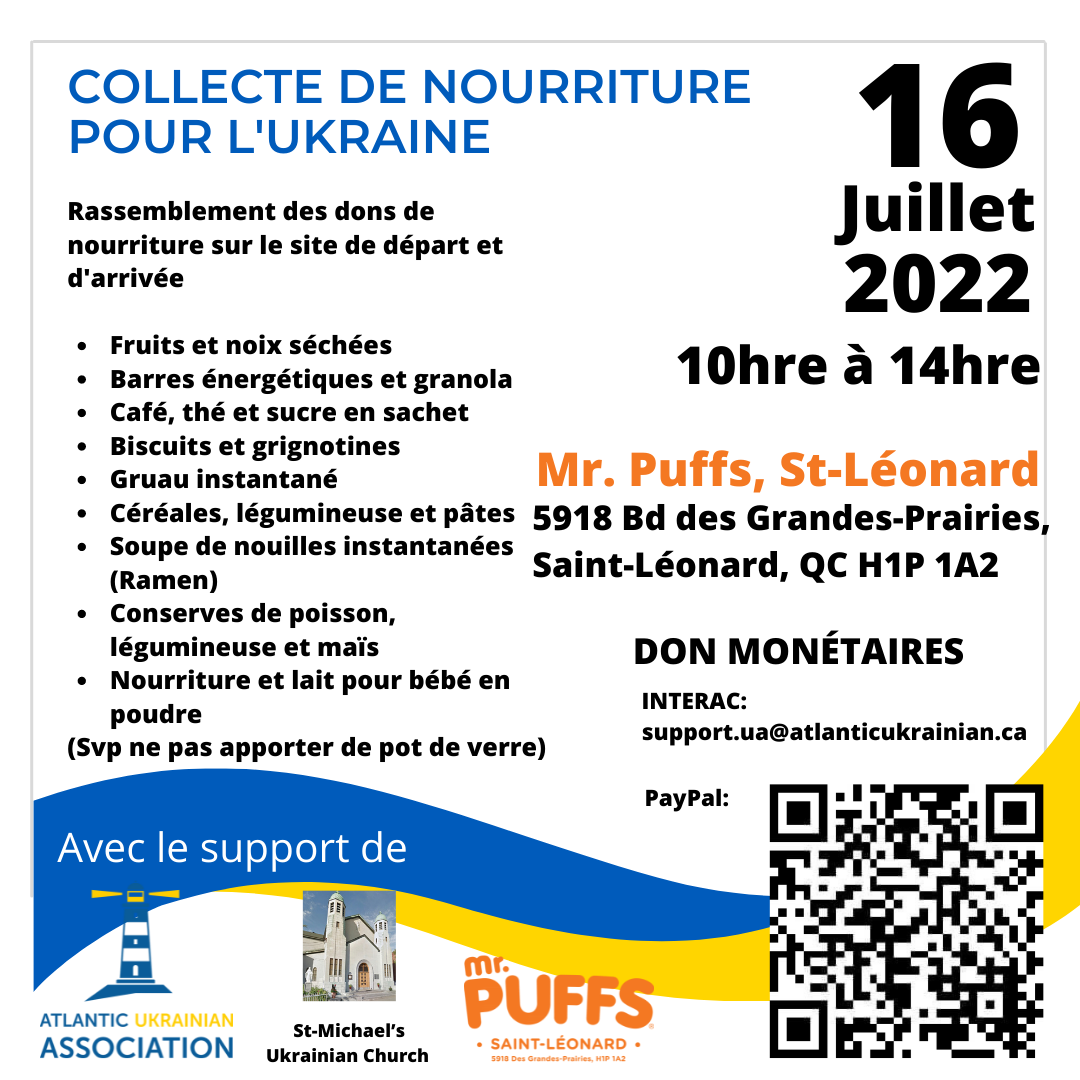 COLLECTE DE NOURRITURE
POUR L'UKRAINE
16
Juillet
2022
10hre à 14hre
Rassemblement des dons de
nourriture sur le site de départ et
d'arrivée
• Fruits et noix séchées
• Barres énergétiques et granola
• Café, thé et sucre en sachet
• Biscuits et grignotines
• Gruau instantané
• Céréales, légumineuse et pâtes
• Soupe de nouilles instantanées
(Ramen)
• Conserves de poisson,
légumineuse et maïs
• Nourriture et lait pour bébé en
poudre
(Svp ne pas apporter de pot de verre)
Mr. Puffs, St-Léonard
5918 Bd des Grandes-Prairies,
Saint-Léonard, QC H1P 1A2
DON MONÉTAIRES
INTERAC:
support.ua@atlanticukrainian.ca
PayPal:
Avec le support de
ATLANTIC UKRAINIAN
ASSOCIATION
St-Michael’s
Ukrainian Church
mr.
PUFFS®
• SAINT-LÉONARD •
5918 Des Grandes-Prairies, H1P 1A2